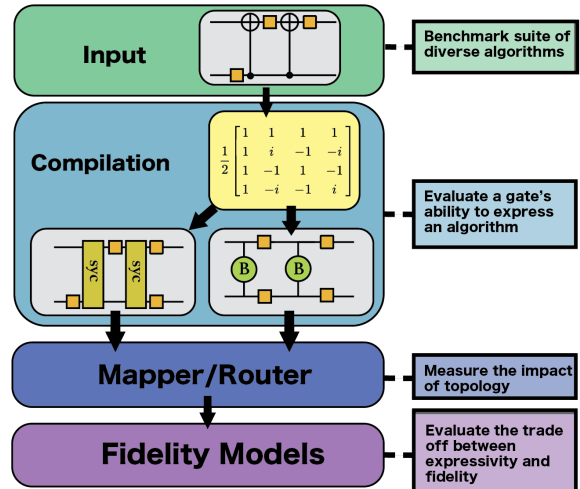 Input
Benchmark suite of
diverse algorithms
Compilation
1/2 [1 1 1 1
1 i −1 −i
1 −1 1 −1
1 −i −1 i]
Evaluate a gate's
ability to express
an algorithm
syc syc
B B
Mapper/Router
Measure the impact
of topology
Fidelity Models
Evaluate the trade
off between
expressivity and
fidelity